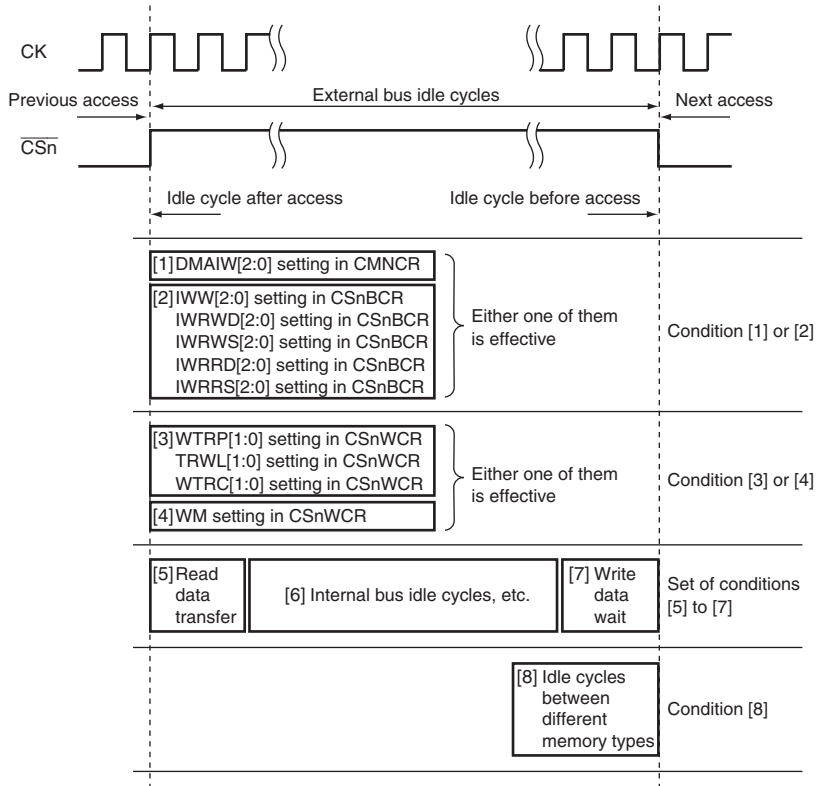 CK
Previous access
External bus idle cycles
Next access
CSn
Idle cycle after access
Idle cycle before access
[1] DMAIW[2:0] setting in CMNCR
[2] IWW[2:0] setting in CSnBCR
IWRWD[2:0] setting in CSnBCR
IWRWS[2:0] setting in CSnBCR
IWRRD[2:0] setting in CSnBCR
IWRRS[2:0] setting in CSnBCR
Either one of them
is effective
Condition [1] or [2]
[3] WTRP[1:0] setting in CSnWCR
TRWL[1:0] setting in CSnWCR
WTRC[1:0] setting in CSnWCR
[4] WM setting in CSnWCR
Either one of them
is effective
Condition [3] or [4]
[5] Read
data
transfer
[6] Internal bus idle cycles, etc.
[7] Write
data
wait
Set of conditions
[5] to [7]
[8] Idle cycles
between
different
memory types
Condition [8]